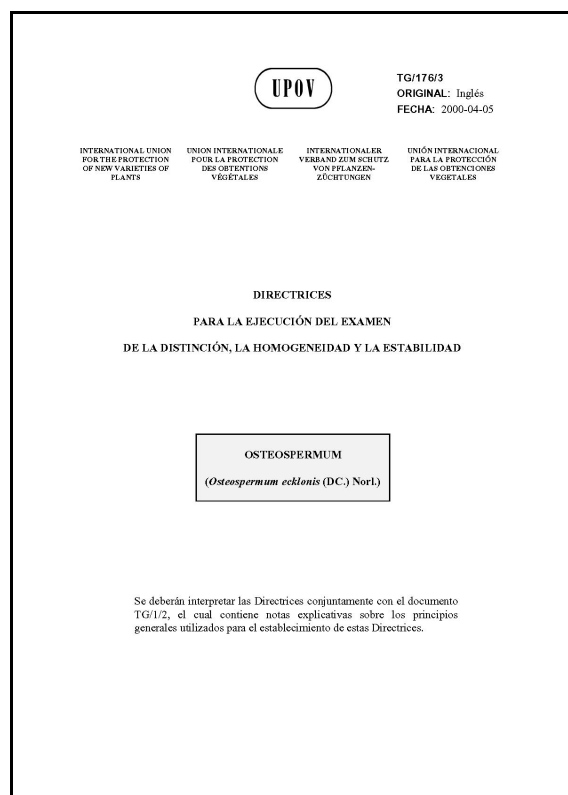 UPOV
TG/176/3
ORIGINAL: Inglés
FECHA: 2000-04-05
INTERNATIONAL UNION
FOR THE PROTECTION
OF NEW VARIETIES OF
PLANTS
UNION INTERNATIONALE
POUR LA PROTECTION
DES OBTENTIONS
VÉGÉTALES
INTERNATIONALER
VERBAND ZUM SCHUTZ
VON PFLANZEN-
ZÜCHTUNGEN
UNIÓN INTERNACIONAL
PARA LA PROTECCIÓN
DE LAS OBTENCIONES
VEGETALES
DIRECTRICES
PARA LA EJECUCIÓN DEL EXAMEN
DE LA DISTINCIÓN, LA HOMOGENEIDAD Y LA ESTABILIDAD
OSTEOSPERMUM
(Osteospermum ecklonis (DC.) Norl.)
Se deberán interpretar las Directrices conjuntamente con el documento
TG/1/2, el cual contiene notas explicativas sobre los principios
generales utilizados para el establecimiento de estas Directrices.